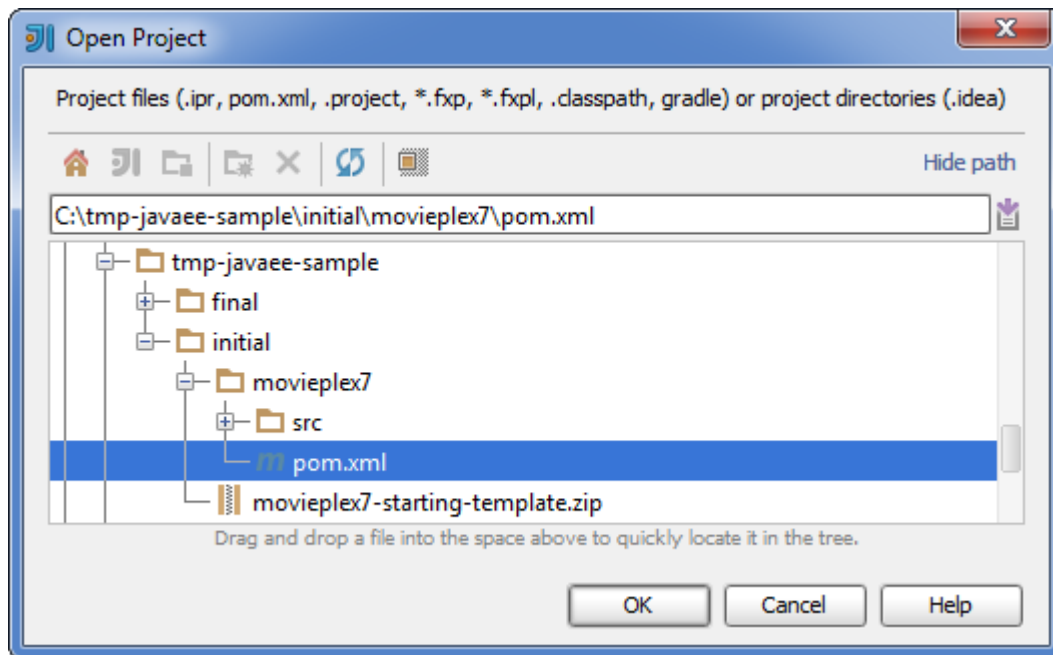 Open Project
Project files (.ipr, pom.xml, .project, *.fxp, *.fxpl, .classpath, gradle) or project directories (.idea)
Hide path
C:\tmp-javaee-sample\initial\movieplex7\pom.xml
tmp-javaee-sample
final
initial
movieplex7
src
m pom.xml
movieplex7-starting-template.zip
Drag and drop a file into the space above to quickly locate it in the tree.
OK Cancel Help